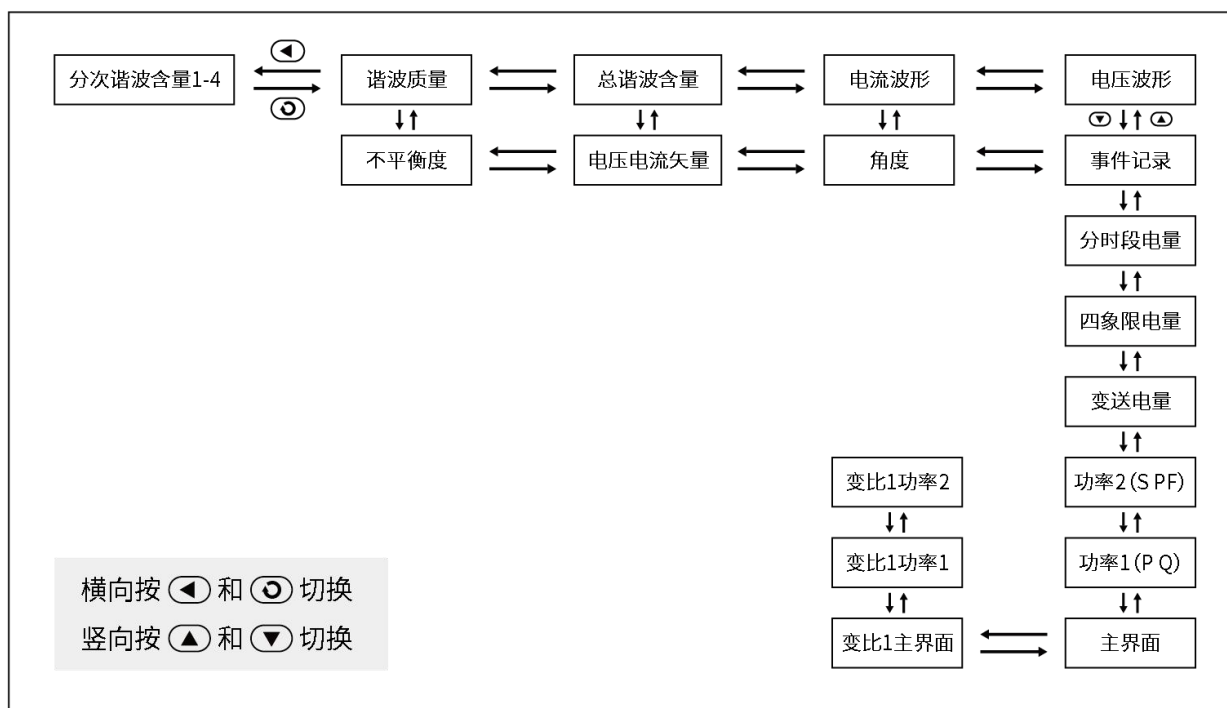 分次谐波含量1-4
谐波质量
总谐波含量
电流波形
电压波形
不平衡度
电压电流矢量
角度
事件记录
分时段电量
四象限电量
变送电量
变比1功率2
功率2(S PF)
变比1功率1
功率1(P Q)
变比1主界面
主界面
横向按 和 切换
竖向按 和 切换